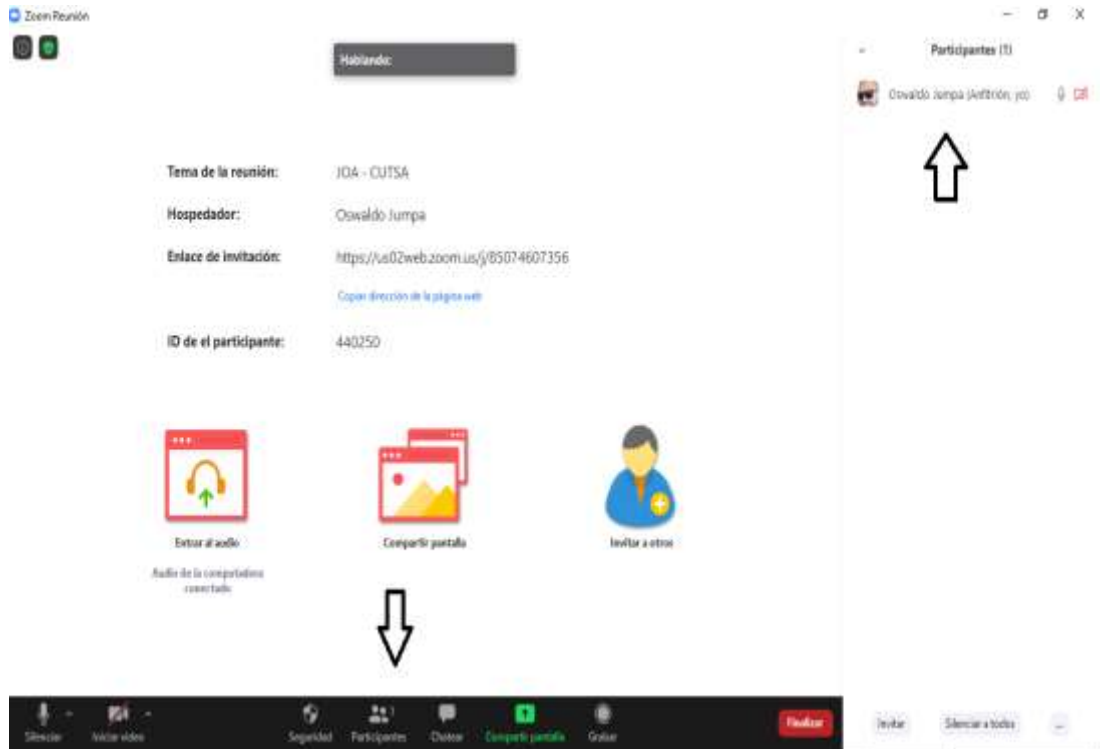 Zoom Reunión
Hablando:
Participantes (1)
Oswaldo Jumpa (Anfitrión, yo)
Tema de la reunión:
JOA - CUTSA
Hospedador:
Oswaldo Jumpa
Enlace de invitación:
https://us02web.zoom.us/j/85074607356
Copiar dirección de la página web
ID de el participante:
440250
Entrar al audio
Compartir pantalla
Invitar a otros
Audio de la computadora
conectado
Silenciar
Iniciar video
Seguridad
Participantes
1
Chatear
Compartir pantalla
Grabar
Finalizar
Invitar
Silenciar a todos
...